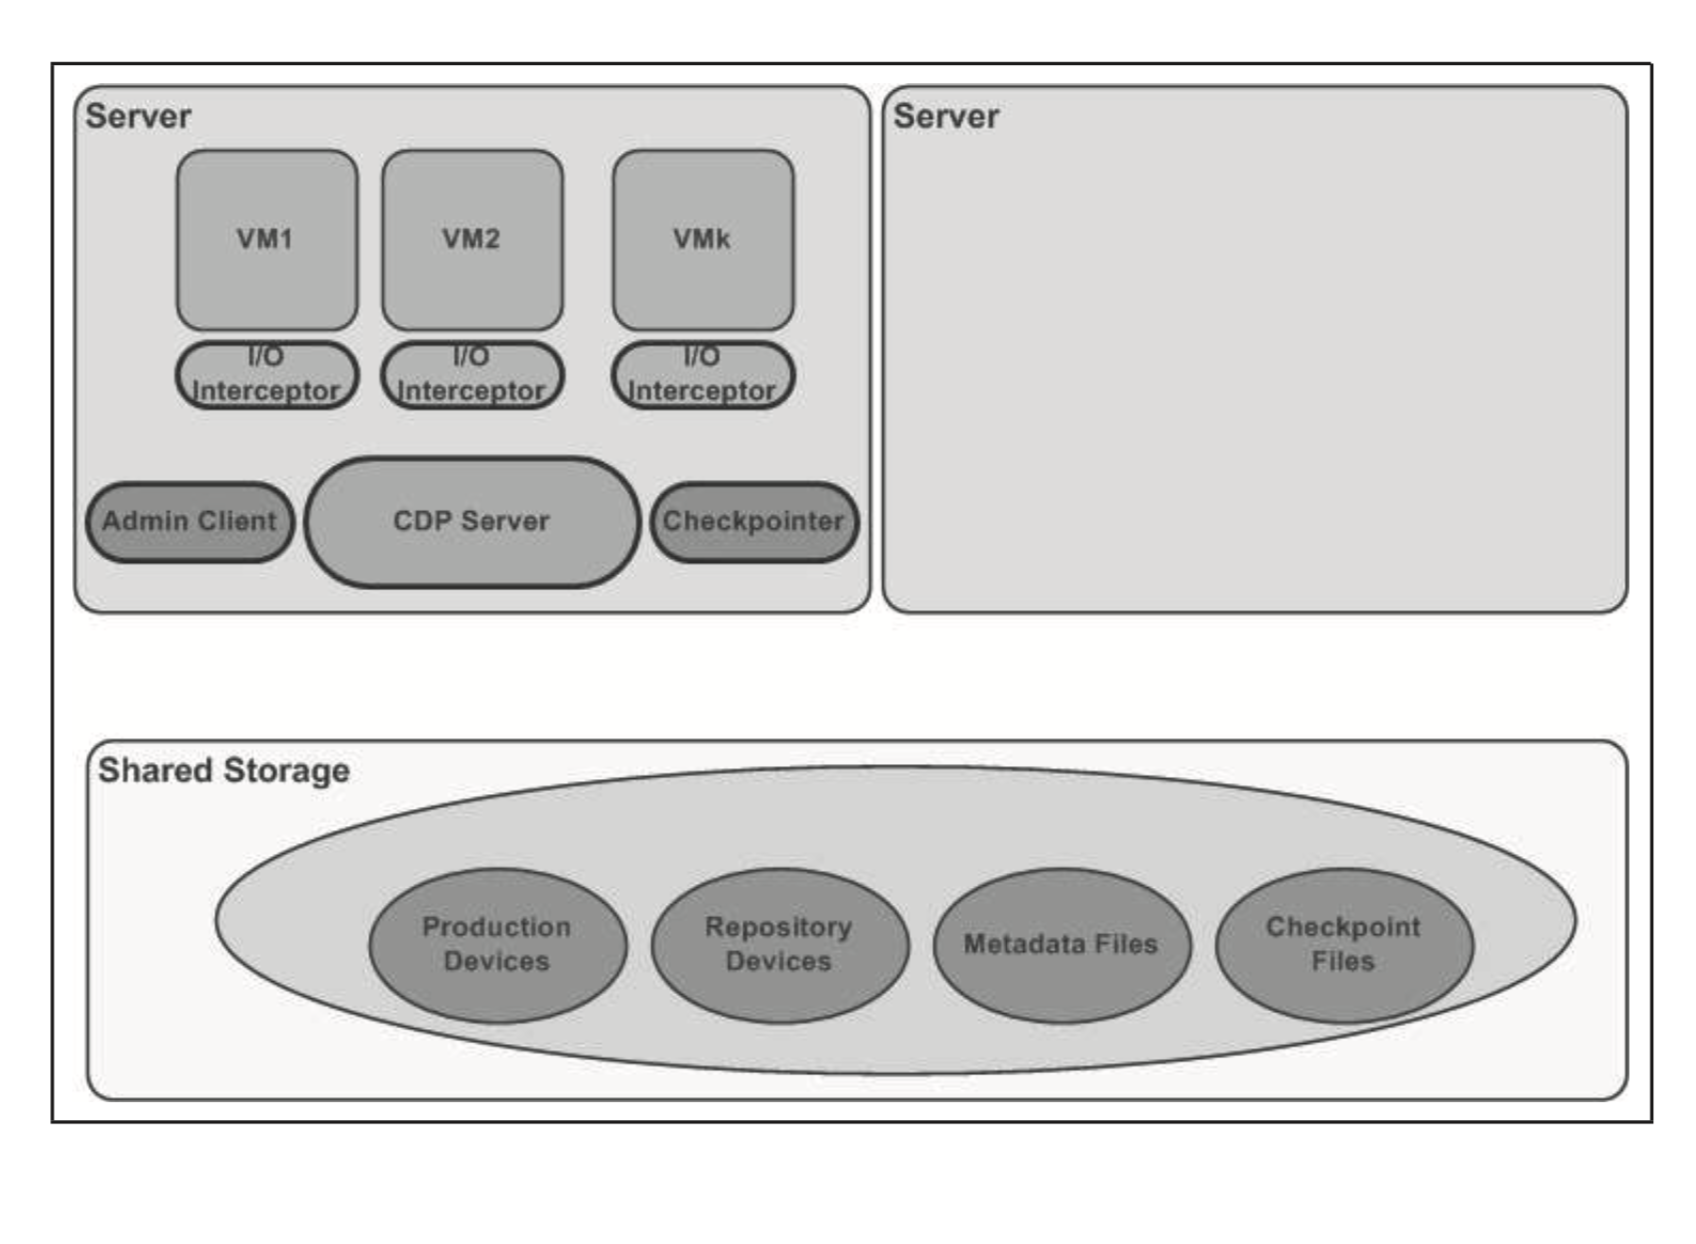 Server
VM1
VM2
VMk
I/O
Interceptor
I/O
Interceptor
I/O
Interceptor
Admin Client
CDP Server
Checkpointer
Server
Shared Storage
Production
Devices
Repository
Devices
Metadata Files
Checkpoint
Files